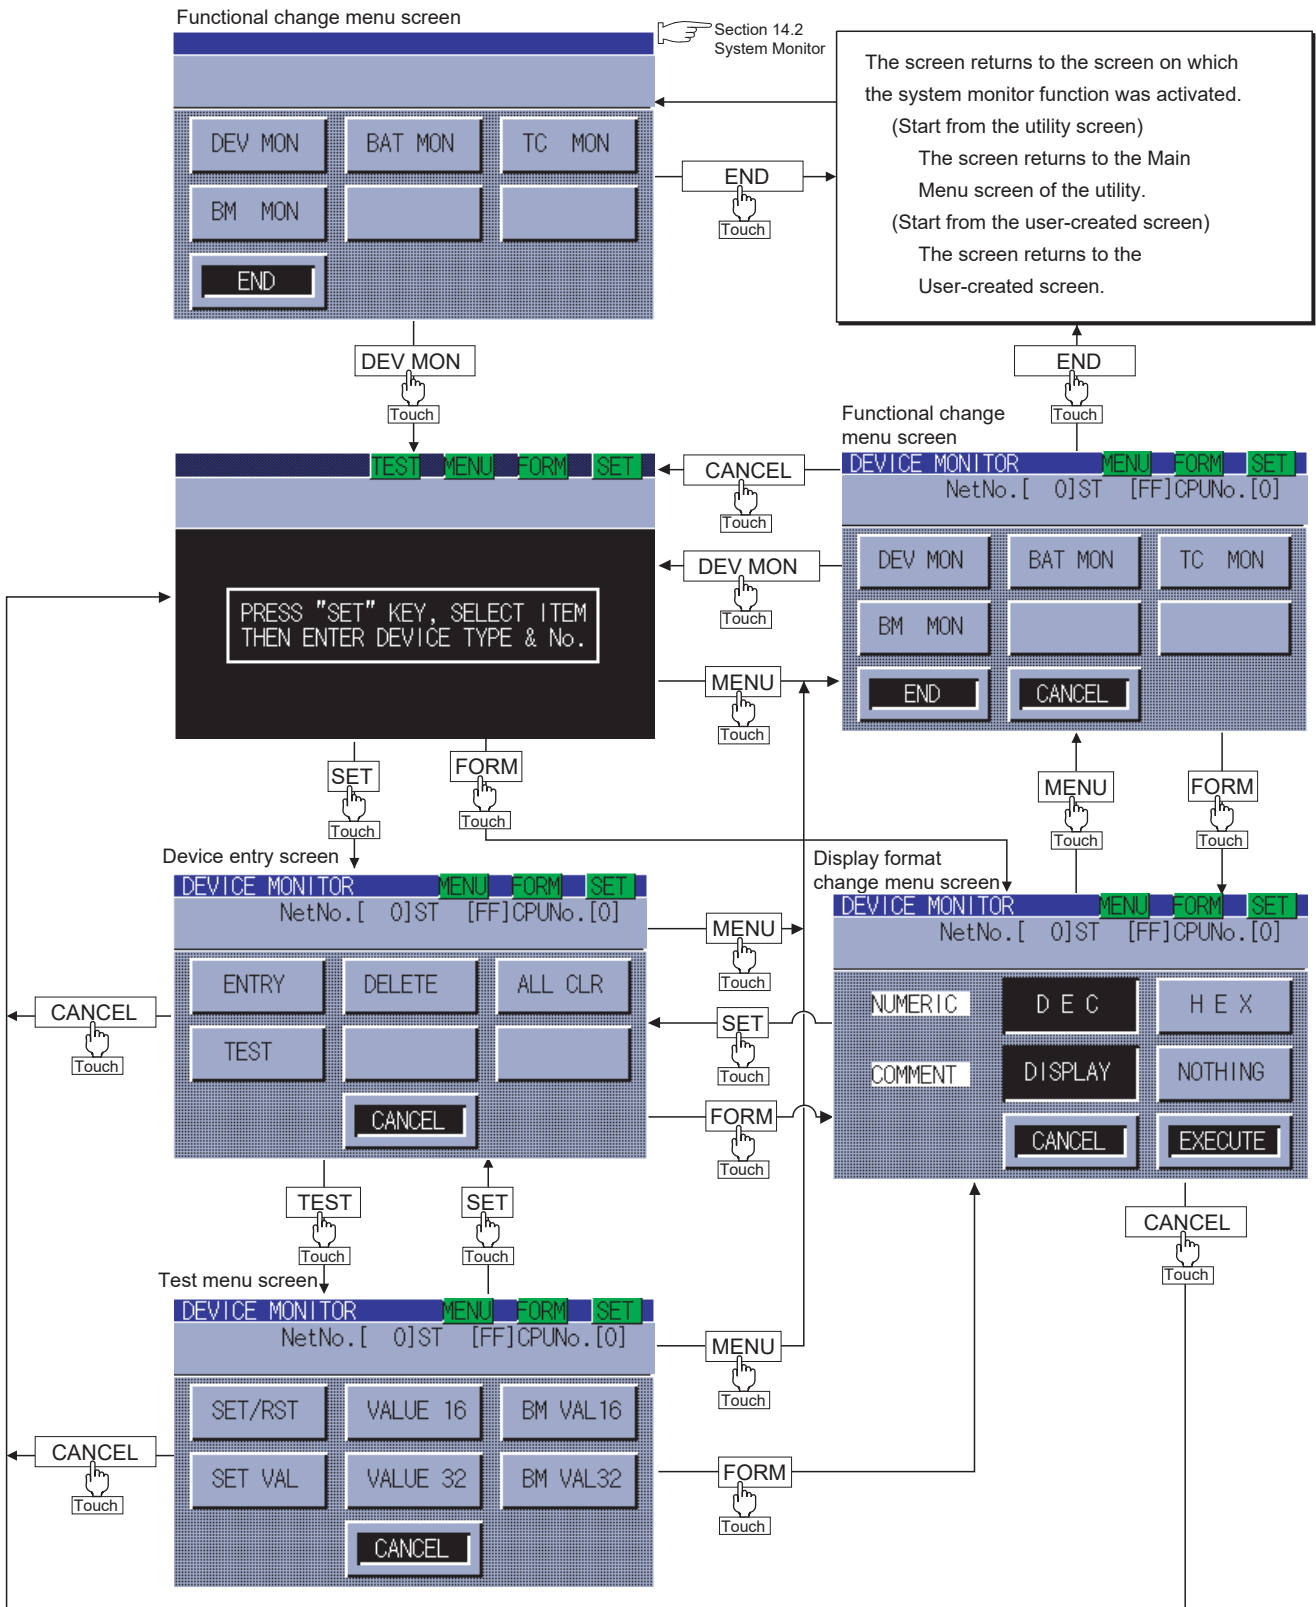 Functional change menu screen
Section 14.2
System Monitor
The screen returns to the screen on which
the system monitor function was activated.
(Start from the utility screen)
The screen returns to the Main
Menu screen of the utility.
(Start from the user-created screen)
The screen returns to the
User-created screen.
DEV MON BAT MON TC MON
BM MON
END
END
Touch
DEV MON
Touch
END
Touch
Functional change
menu screen
TEST MENU FORM SET
PRESS "SET" KEY, SELECT ITEM
THEN ENTER DEVICE TYPE & No.
CANCEL
Touch
DEV MON
Touch
MENU
Touch
DEVICE MONITOR MENU FORM SET
NetNo.[ 0]ST [FF]CPUNo.[0]
DEV MON BAT MON TC MON
BM MON
END CANCEL
SET
Touch
FORM
Touch
MENU
Touch
FORM
Touch
Device entry screen
DEVICE MONITOR MENU FORM SET
NetNo.[ 0]ST [FF]CPUNo.[0]
ENTRY DELETE ALL CLR
TEST
CANCEL
CANCEL
Touch
MENU
Touch
SET
Touch
FORM
Touch
Display format
change menu screen
DEVICE MONITOR MENU FORM SET
NetNo.[ 0]ST [FF]CPUNo.[0]
NUMERIC D E C H E X
COMMENT DISPLAY NOTHING
CANCEL EXECUTE
TEST
Touch
SET
Touch
CANCEL
Touch
Test menu screen
DEVICE MONITOR MENU FORM SET
NetNo.[ 0]ST [FF]CPUNo.[0]
SET/RST VALUE 16 BM VAL16
SET VAL VALUE 32 BM VAL32
CANCEL
CANCEL
Touch
MENU
Touch
FORM
Touch